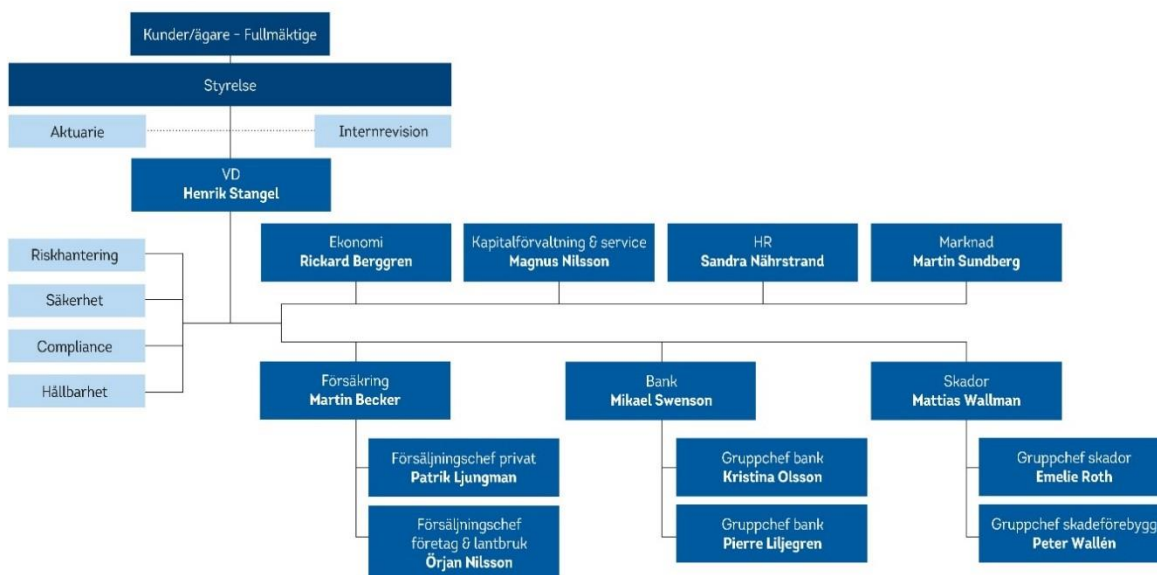 Kunder/ägare – Fullmäktige
Styrelse
Aktuarie
Internrevision
VD
Henrik Stangel
Riskhantering
Säkerhet
Compliance
Hållbarhet
Ekonomi
Rickard Berggren
Kapitalförvaltning & service
Magnus Nilsson
HR
Sandra Nährstrand
Marknad
Martin Sundberg
Försäkring
Martin Becker
Bank
Mikael Swenson
Skador
Mattias Wallman
Försäljningschef privat
Patrik Ljungman
Försäljningschef
företag & lantbruk
Örjan Nilsson
Gruppchef bank
Kristina Olsson
Gruppchef bank
Pierre Liljegren
Gruppchef skador
Emelie Roth
Gruppchef skadeförebygg
Peter Wallén